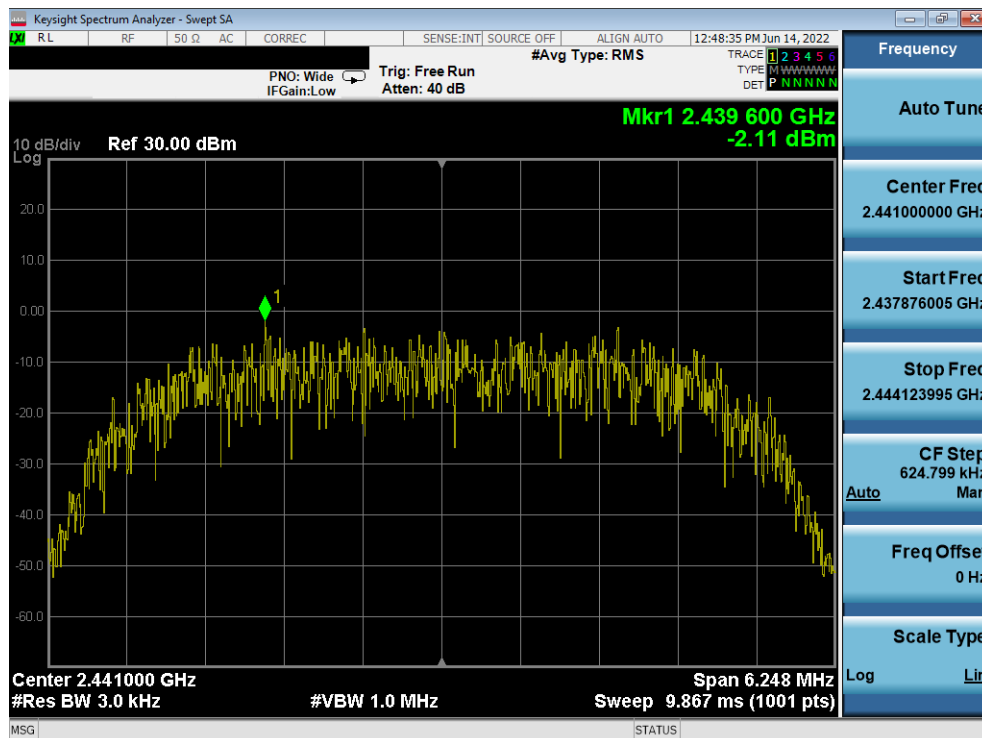 Keysight Spectrum Analyzer - Swept SA
LXI RL RF 50 Ω AC CORREC SENSE:INT SOURCE OFF ALIGN AUTO 12:48:35 PM Jun 14, 2022
#Avg Type: RMS
TRACE 1 2 3 4 5 6
PNO: Wide Trig: Free Run
TYPE M W W W W W
IFGain:Low Atten: 40 dB
DET P N N N N N
Mkr1 2.439 600 GHz
-2.11 dBm
10 dB/div Ref 30.00 dBm
Log
20.0
10.0
1
0.00
-10.0
-20.0
-30.0
-40.0
-50.0
-60.0
Center 2.441000 GHz Span 6.248 MHz
#Res BW 3.0 kHz #VBW 1.0 MHz Sweep 9.867 ms (1001 pts)
MSG STATUS
Frequency
Auto Tune
Center Freq
2.441000000 GHz
Start Freq
2.437876005 GHz
Stop Freq
2.444123995 GHz
CF Step
624.799 kHz
Auto Man
Freq Offset
0 Hz
Scale Type
Log Lin